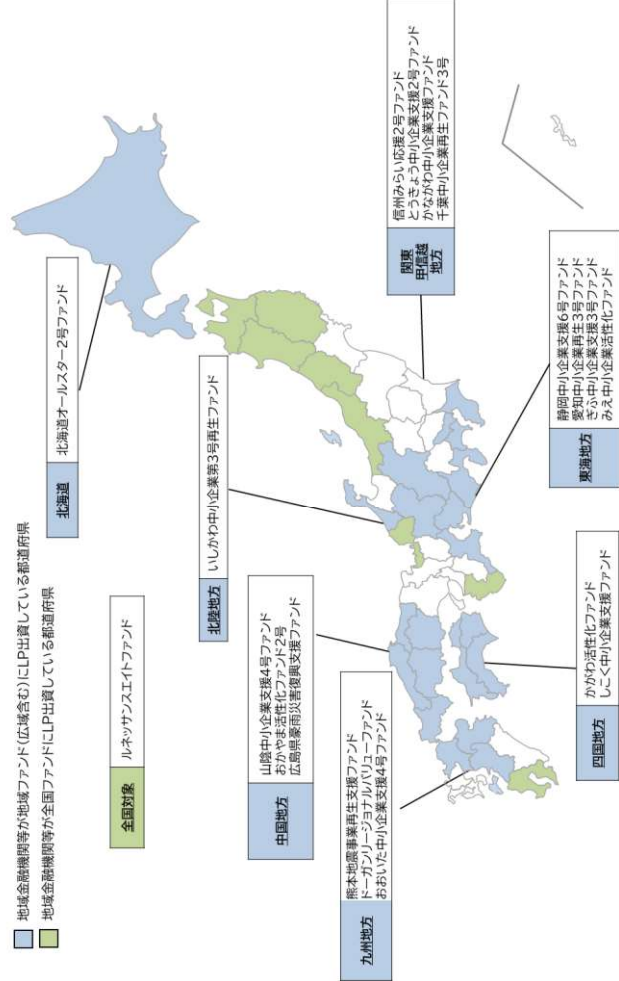 地域金融機関等が地域ファンド(広域含む)にLP出資している都道府県
地域金融機関等が全国ファンドにLP出資している都道府県
全国対象
ルネッサンスエイトファンド
北海道
北海道オールスター2号ファンド
北陸地方
いしかわ中小企業第3号再生ファンド
中国地方
山陰中小企業支援4号ファンド
おかやま活性化ファンド2号
広島県豪雨災害復興支援ファンド
九州地方
熊本地震事業再生支援ファンド
ドーガンリージョナルバリューファンド
おおいた中小企業支援4号ファンド
関東
甲信越
地方
信州みらい応援2号ファンド
とうきょう中小企業支援2号ファンド
かながわ中小企業支援ファンド
千葉中小企業再生ファンド3号
東海地方
静岡中小企業支援6号ファンド
愛知中小企業再生3号ファンド
ぎふ中小企業支援3号ファンド
みえ中小企業活性化ファンド
四国地方
かがわ活性化ファンド
しこく中小企業支援ファンド